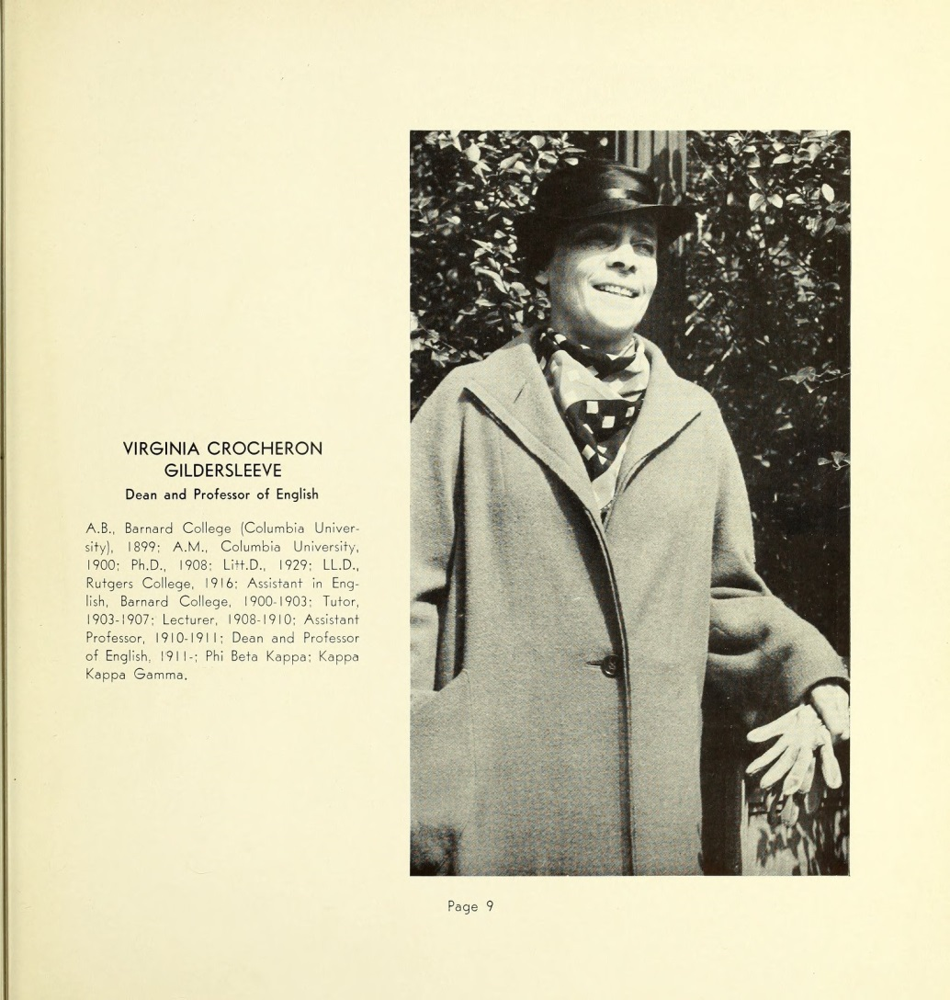 VIRGINIA CROCHERON
GILDERSLEEVE
Dean and Professor of English
A.B., Barnard College (Columbia Univer-
sity), 1899; A.M., Columbia University,
1900; Ph.D., 1908; Litt.D., 1929; LL.D.,
Rutgers College, 1916; Assistant in Eng-
lish, Barnard College, 1900-1903; Tutor,
1903-1907; Lecturer, 1908-1910; Assistant
Professor, 1910-1911; Dean and Professor
of English, 1911-; Phi Beta Kappa; Kappa
Kappa Gamma.
Page 9